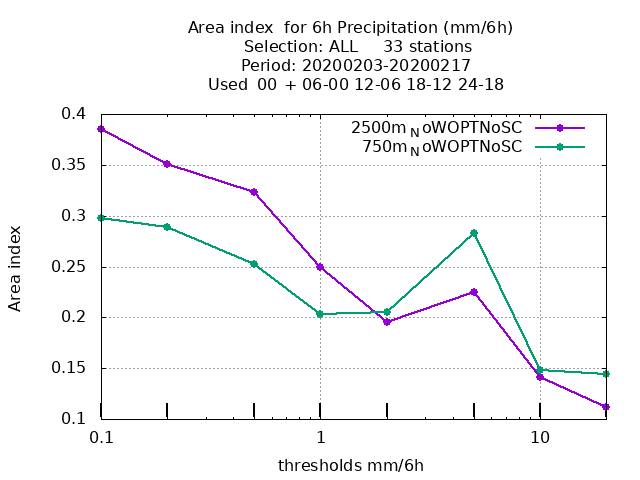 Area index  for 6h Precipitation (mm/6h)
Selection: ALL     33 stations
Period: 20200203-20200217
Used  00  + 06-00 12-06 18-12 24-18
2500m_NoWOPTNoSC
750m_NoWOPTNoSC
0.4
0.35
0.3
0.25
0.2
0.15
0.1
Area index
0.1 1 10
thresholds mm/6h